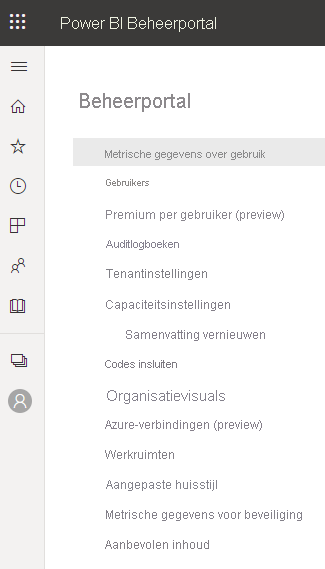 Power BI Beheerportal
Beheerportal
Metrische gegevens over gebruik
Gebruikers
Premium per gebruiker (preview)
Auditlogboeken
Tenantinstellingen
Capaciteitsinstellingen
Samenvatting vernieuwen
Codes insluiten
Organisatievisuals
Azure-verbindingen (preview)
Werkruimten
Aangepaste huisstijl
Metrische gegevens voor beveiliging
Aanbevolen inhoud